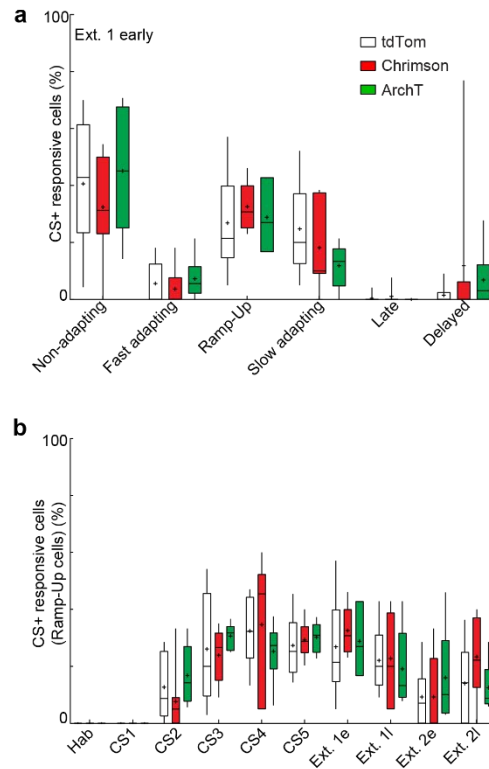 a
100
Ext. 1 early
tdTom
Chrimson
ArchT
CS+ responsive cells (%)
0
Non-adapting
Fast adapting
Ramp-Up
Slow adapting
Late
Delayed
b
100
CS+ responsive cells
(Ramp-Up cells) (%)
0
Hab
CS1
CS2
CS3
CS4
CS5
Ext. 1e
Ext. 1l
Ext. 2e
Ext. 2l